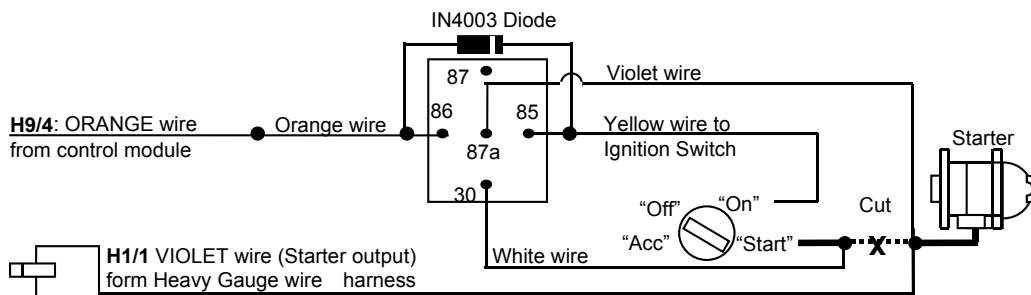 IN4003 Diode
87
Violet wire
86
85
H9/4: ORANGE wire
from control module
Orange wire
87a
Yellow wire to
Ignition Switch
Starter
30
“Off”
“On”
Cut
“Acc”
“Start”
X
H1/1 VIOLET wire (Starter output)
form Heavy Gauge wire harness
White wire